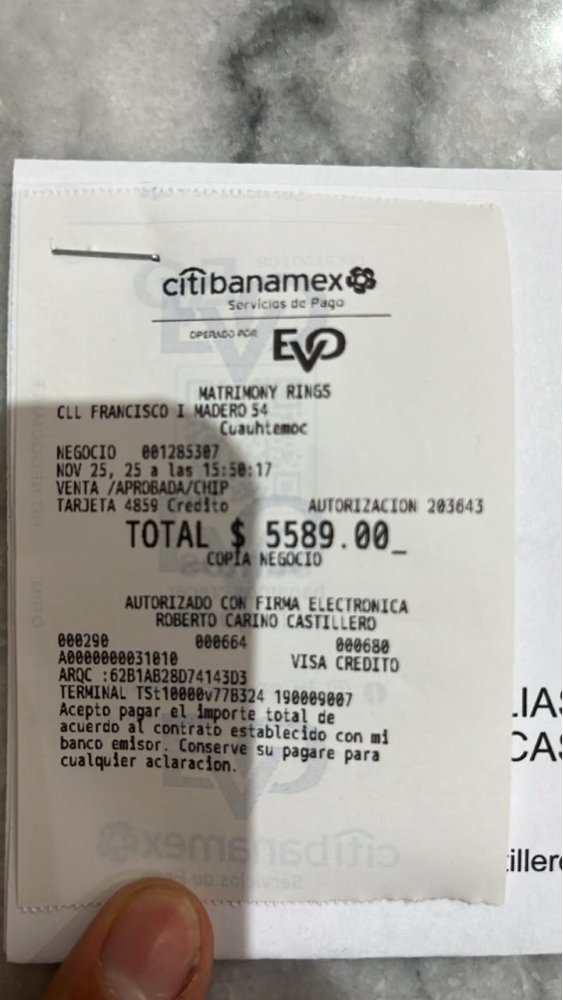 citibanamex
Servicios de Pago
OPERADO POR EVO
MATRIMONY RINGS
CLL FRANCISCO I MADERO 54
Cuauhtemoc
NEGOCIO 001285307
NOV 25, 25 a las 15:50:17
VENTA /APROBADA/CHIP
TARJETA 4859 Credito AUTORIZACION 203643
TOTAL $ 5589.00_
COPIA NEGOCIO
AUTORIZADO CON FIRMA ELECTRONICA
ROBERTO CARINO CASTILLERO
000290 000664 000680
A0000000031010 VISA CREDITO
ARQC :62B1AB28D74143D3
TERMINAL TSt10000v77B324 190009007
Acepto pagar el importe total de
acuerdo al contrato establecido con mi
banco emisor. Conserve su pagare para
cualquier aclaracion.
LIAS
CAS
tillero